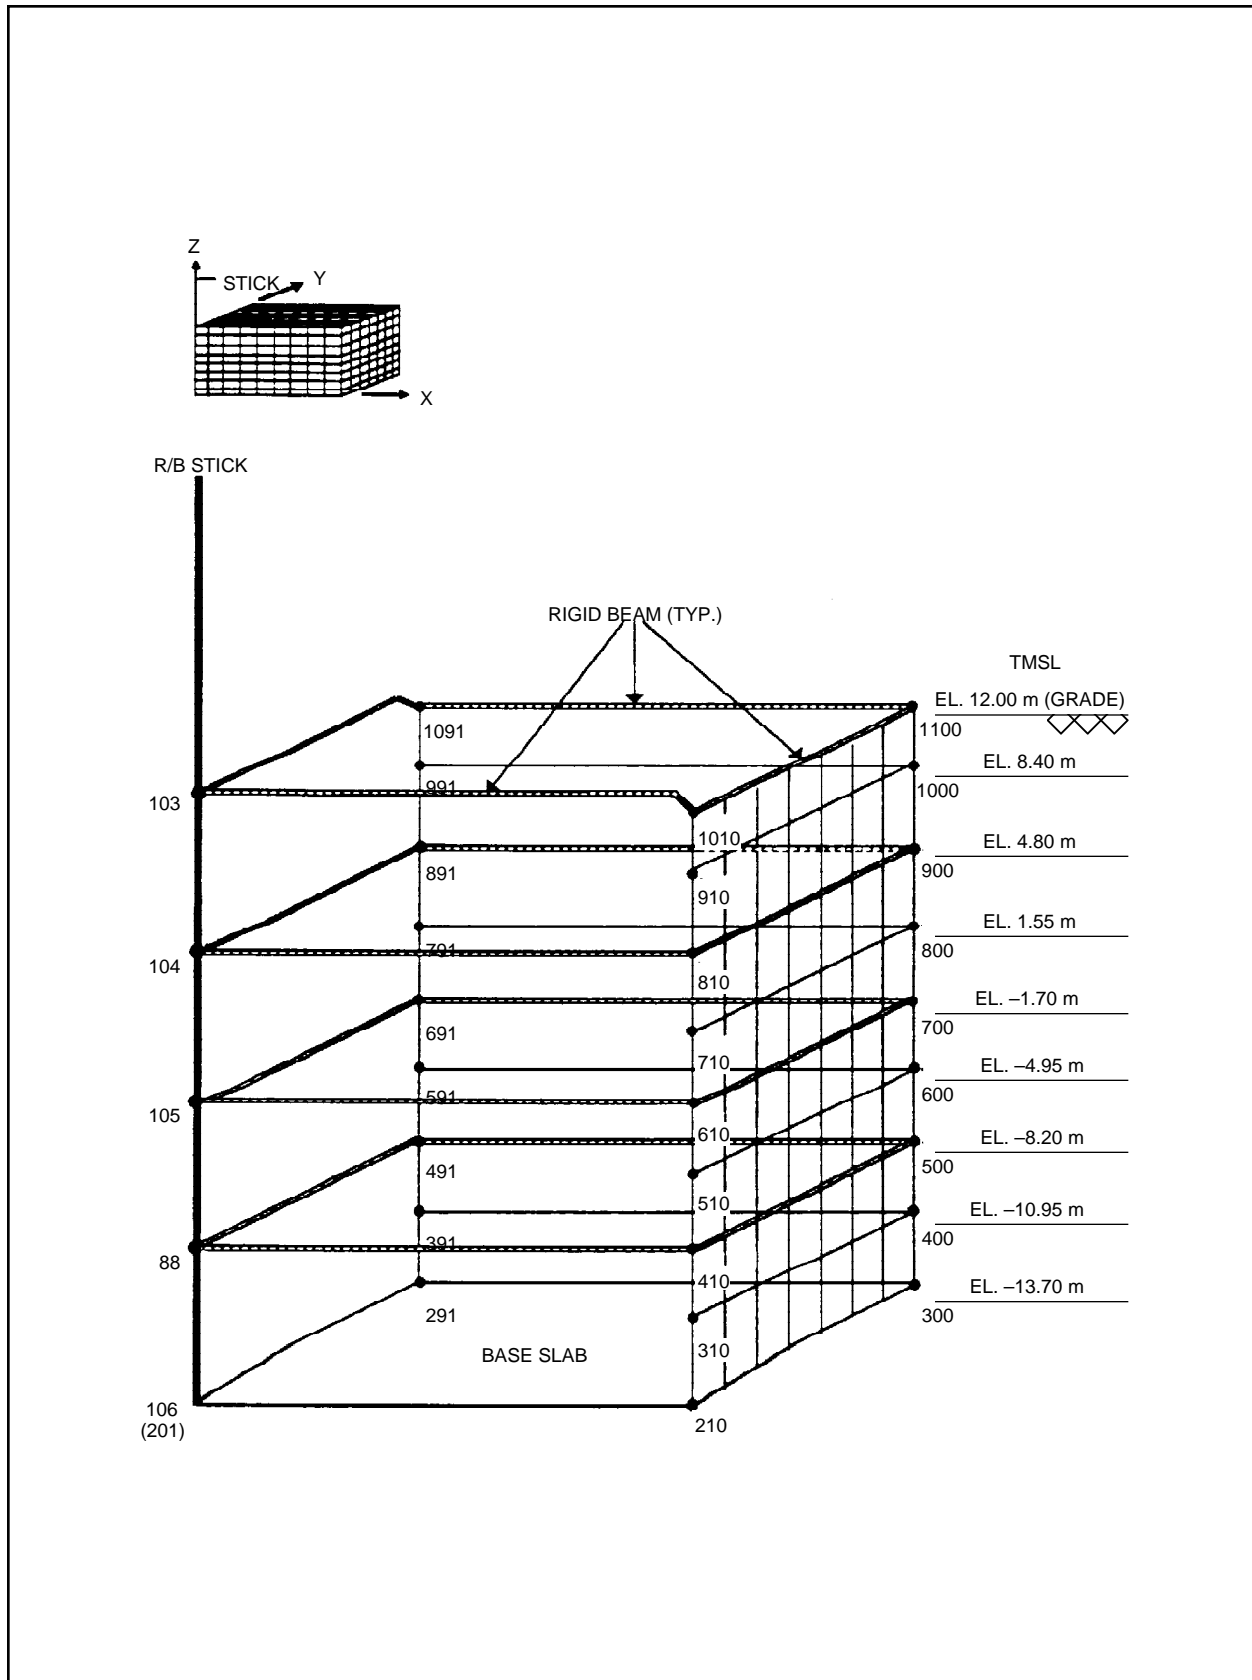 Z
STICK
Y
X
R/B STICK
RIGID BEAM (TYP.)
TMSL
EL. 12.00 m (GRADE)
1091
1100
EL. 8.40 m
991
1000
103
1010
EL. 4.80 m
891
900
910
EL. 1.55 m
791
800
104
810
EL. –1.70 m
691
700
710
EL. –4.95 m
591
600
105
610
EL. –8.20 m
491
500
510
EL. –10.95 m
391
400
88
410
EL. –13.70 m
291
300
310
BASE SLAB
106
(201)
210